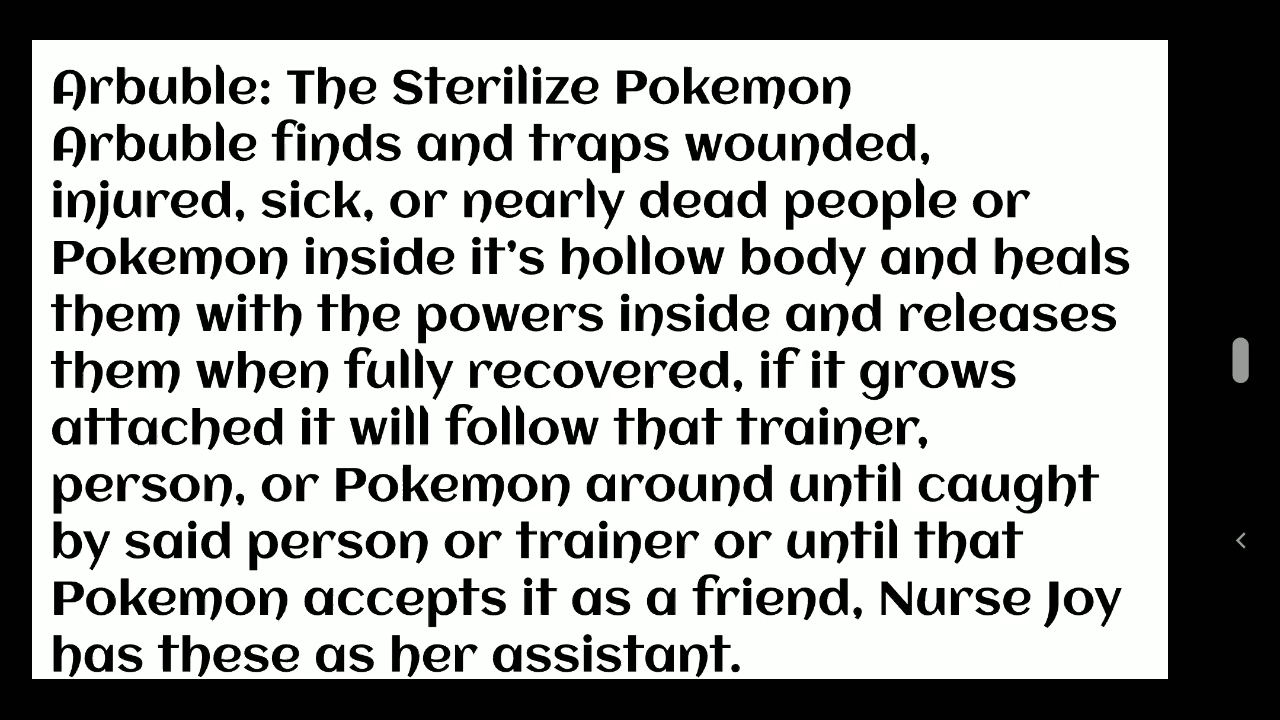 Arbuble: The Sterilize Pokemon
Arbuble finds and traps wounded,
injured, sick, or nearly dead people or
Pokemon inside it's hollow body and heals
them with the powers inside and releases
them when fully recovered, if it grows
attached it will follow that trainer,
person, or Pokemon around until caught
by said person or trainer or until that
Pokemon accepts it as a friend, Nurse Joy
has these as her assistant.